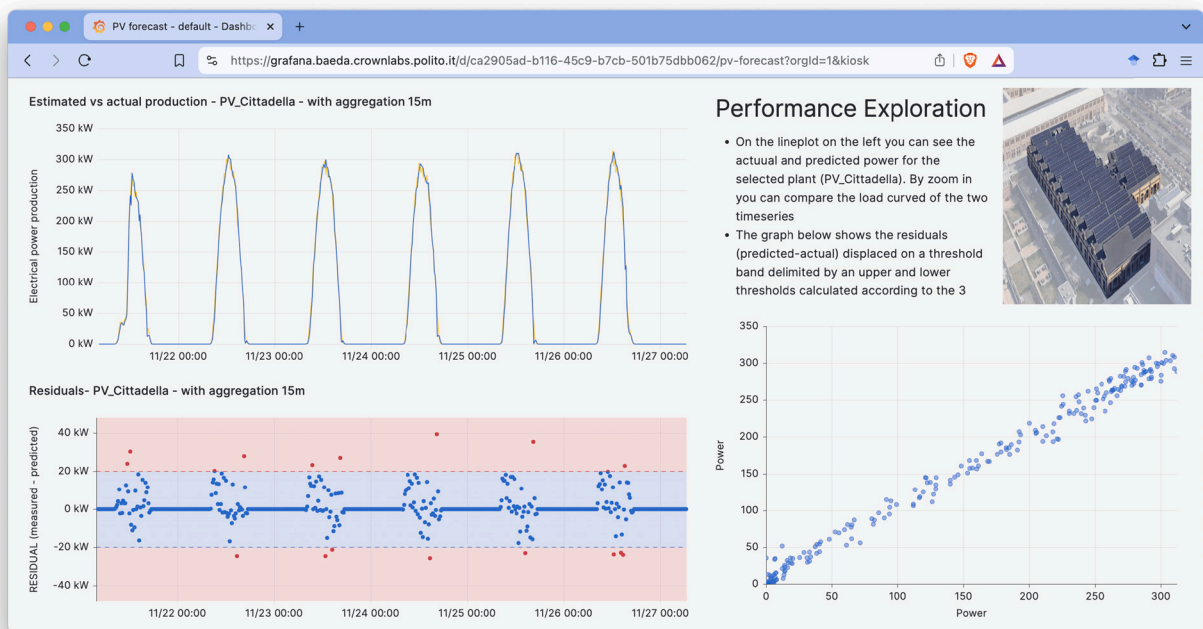 PV forecast - default - Dashbo
https://grafana.baeda.crownlabs.polito.it/d/ca2905ad-b116-45c9-b7cb-501b75dbb062/pv-forecast?orgId=1&kiosk
Estimated vs actual production - PV_Cittadella - with aggregation 15m
Electrical power production
350 kW
300 kW
250 kW
200 kW
150 kW
100 kW
50 kW
0 kW
11/22 00:00 11/23 00:00 11/24 00:00 11/25 00:00 11/26 00:00 11/27 00:00
Residuals- PV_Cittadella - with aggregation 15m
RESIDUAL (measured - predicted)
40 kW
20 kW
0 kW
-20 kW
-40 kW
11/22 00:00 11/23 00:00 11/24 00:00 11/25 00:00 11/26 00:00 11/27 00:00
Performance Exploration
• On the lineplot on the left you can see the
actuual and predicted power for the
selected plant (PV_Cittadella). By zoom in
you can compare the load curved of the two
timeseries
• The graph below shows the residuals
(predicted-actual) displaced on a threshold
band delimited by an upper and lower
thresholds calculated according to the 3
Power
350
300
250
200
150
100
50
0
0 50 100 150 200 250 300
Power